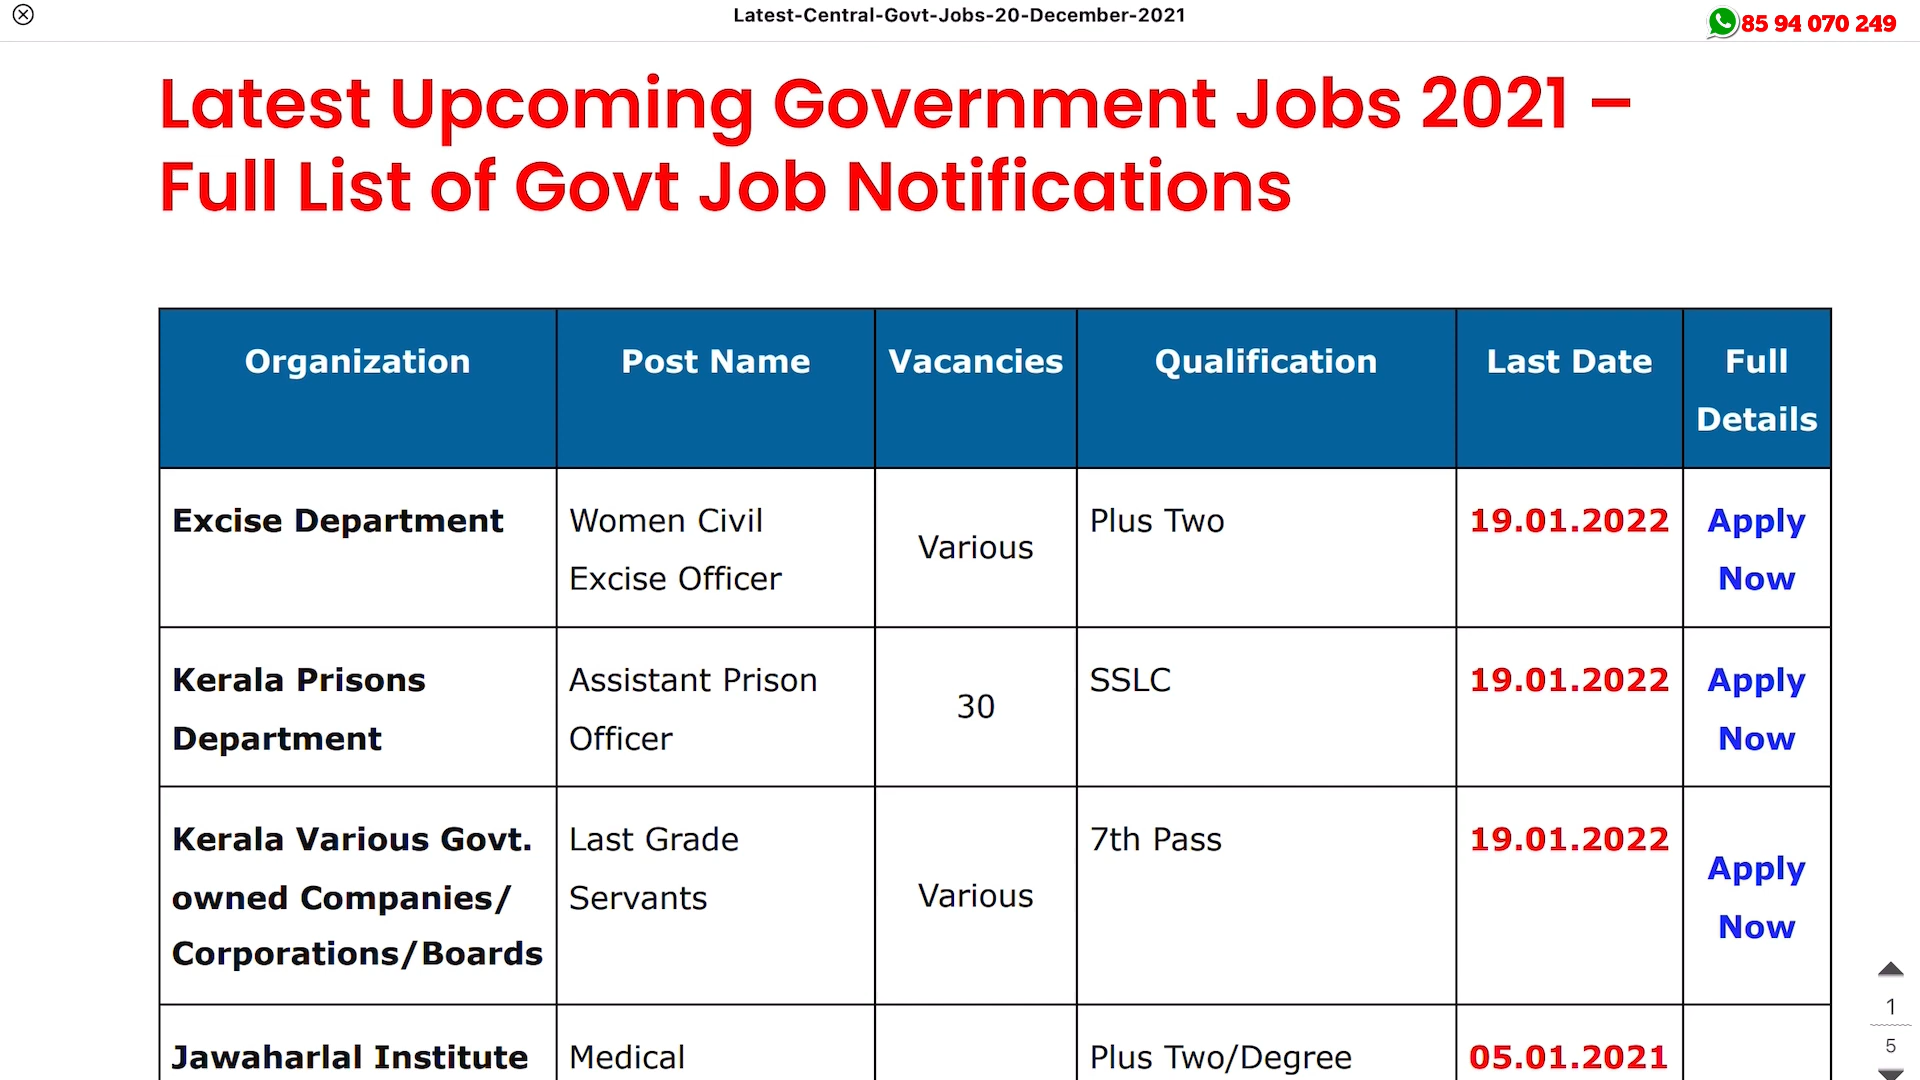 Latest-Central-Govt-Jobs-20-December-2021
85 94 070 249
Latest Upcoming Government Jobs 2021 –
Full List of Govt Job Notifications
Organization
Post Name
Vacancies
Qualification
Last Date
Full
Details
Excise Department
Women Civil
Excise Officer
Various
Plus Two
19.01.2022
Apply
Now
Kerala Prisons
Department
Assistant Prison
Officer
30
SSLC
19.01.2022
Apply
Now
Kerala Various Govt.
owned Companies/
Corporations/Boards
Last Grade
Servants
Various
7th Pass
19.01.2022
Apply
Now
Jawaharlal Institute
Medical
Plus Two/Degree
05.01.2021
1
5